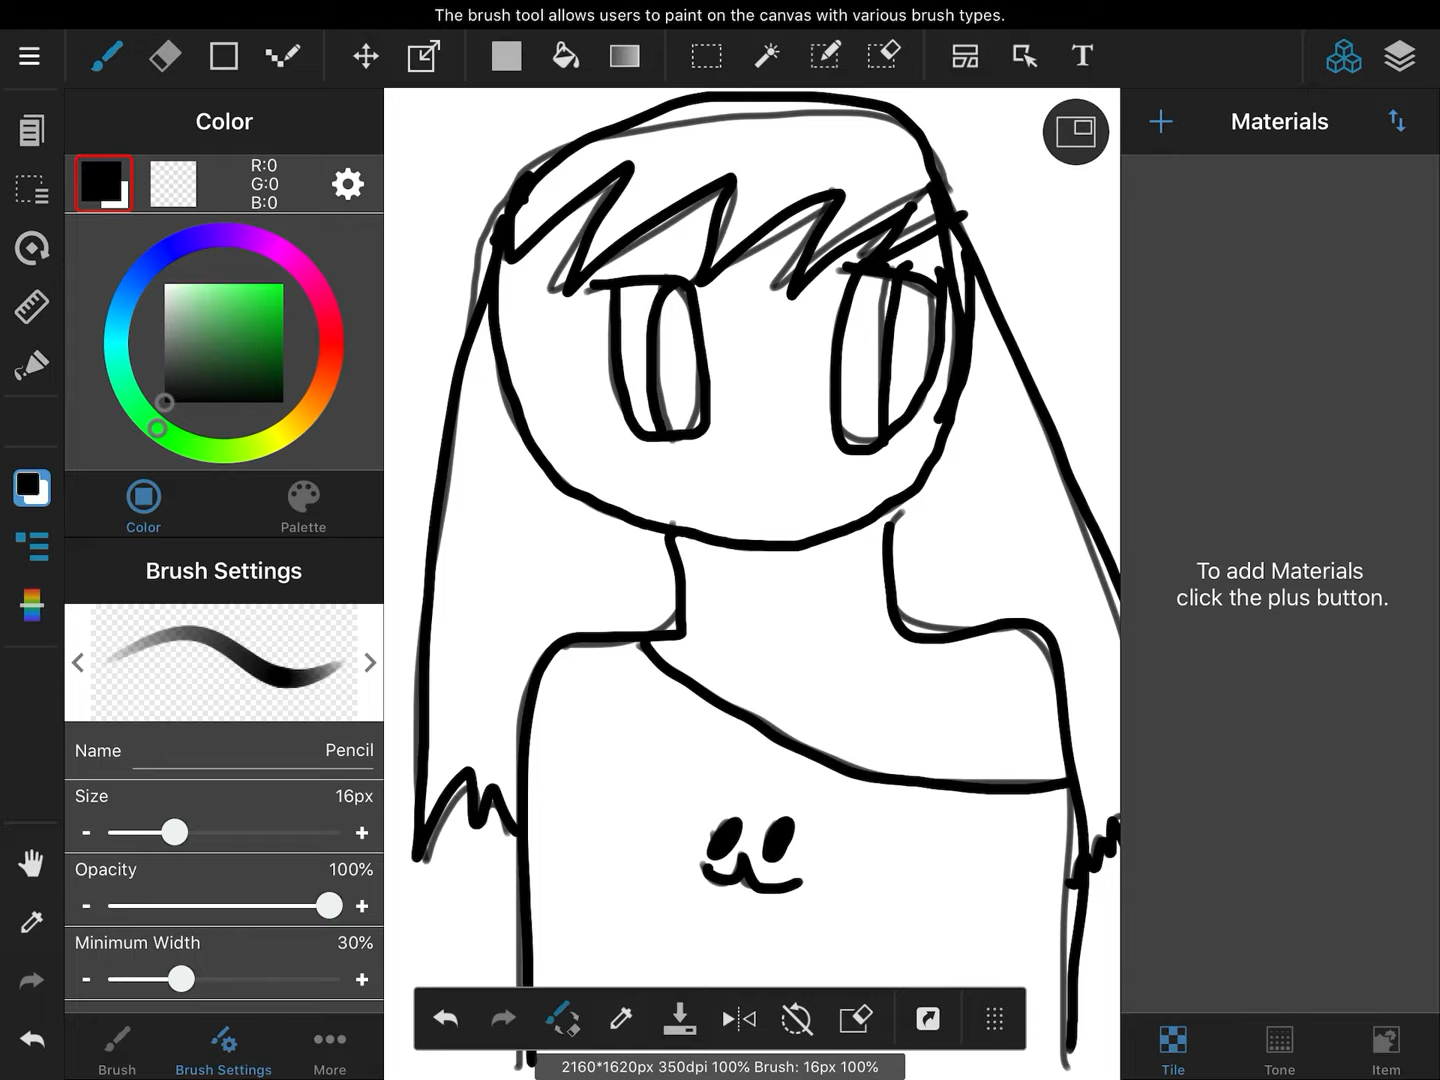 The brush tool allows users to paint on the canvas with various brush types.
T
Color
R:0
G:0
B:0
Color
Palette
Brush Settings
Name
Pencil
Size
16px
- +
Opacity
100%
- +
Minimum Width
30%
- +
Brush
Brush Settings
More
2160*1620px 350dpi 100% Brush: 16px 100%
+
Materials
To add Materials
click the plus button.
Tile
Tone
Item